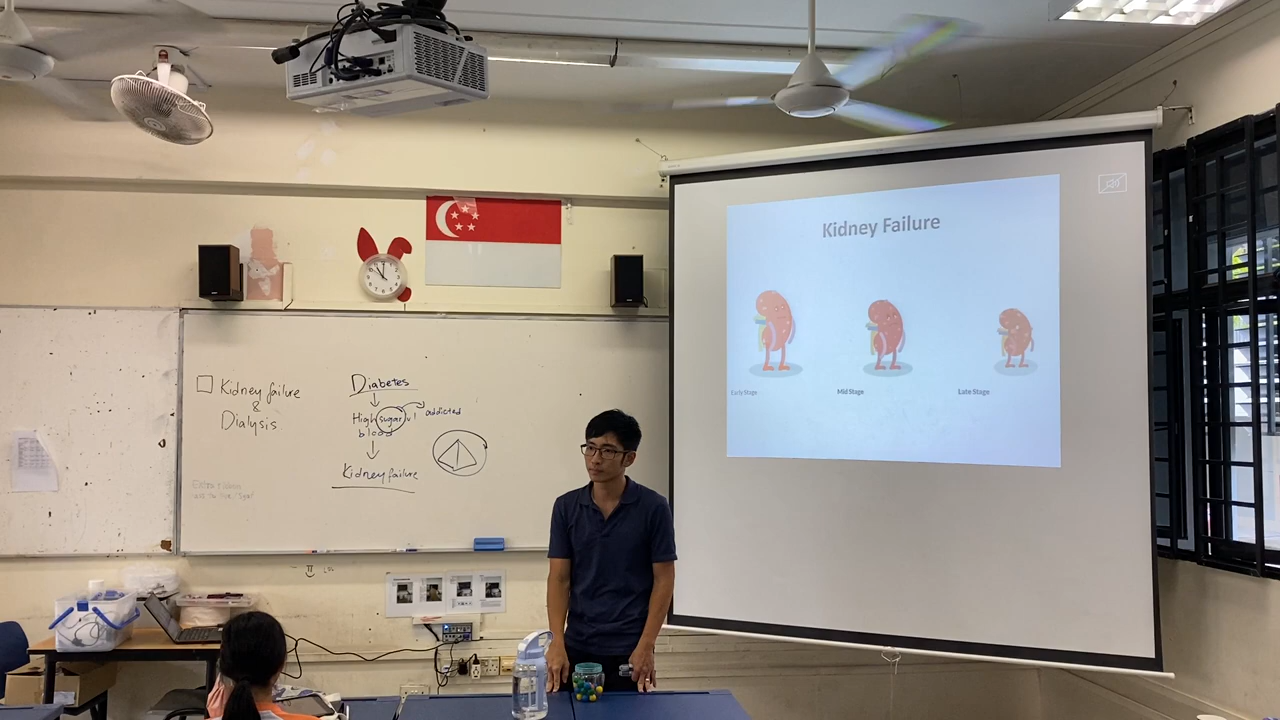 Kidney failure
&
Dialysis
Diabetes
High sugar ! addicted
blood
Kidney failure
Kidney Failure
Early Stage
Mid Stage
Late Stage